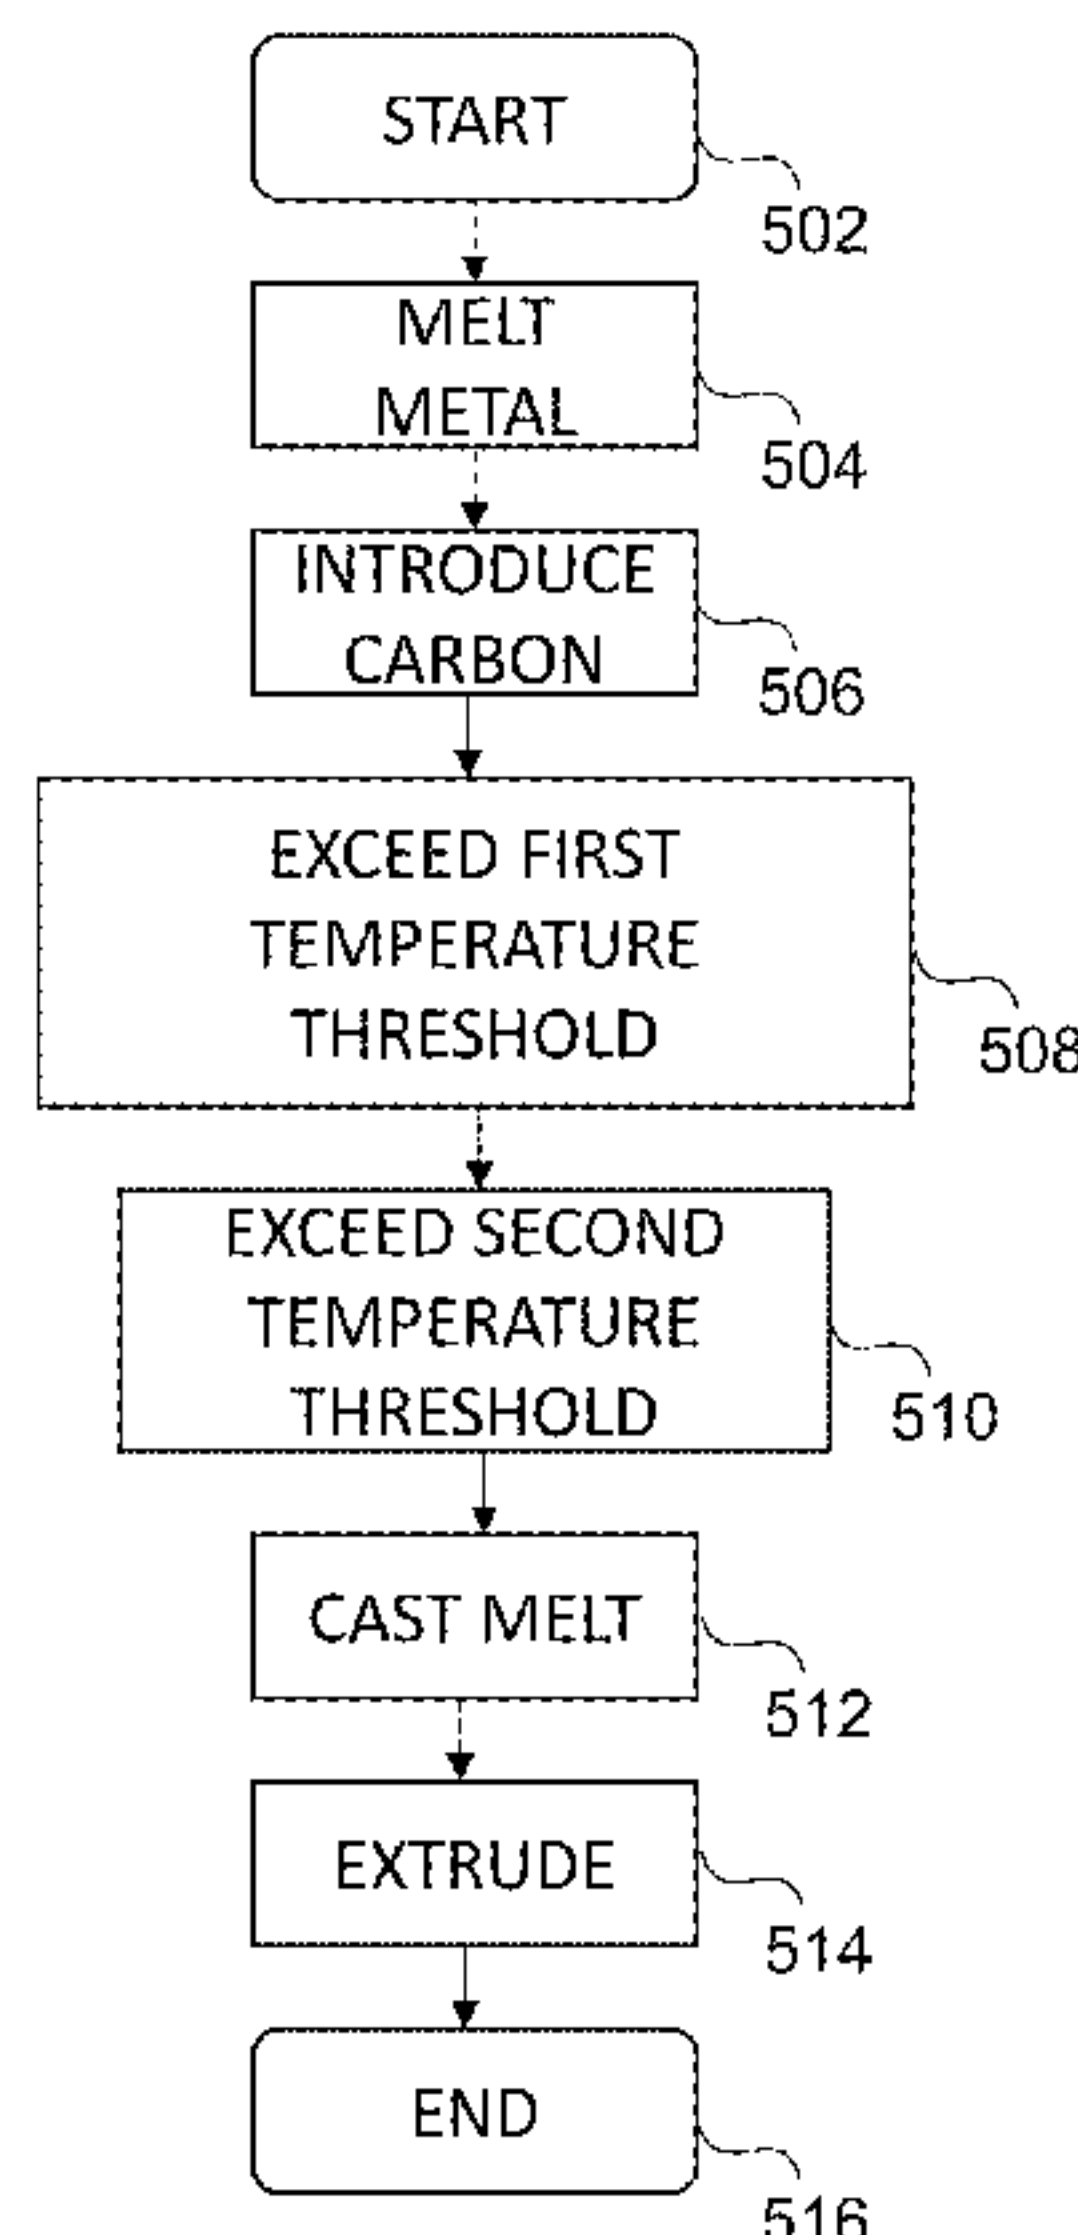 START
502
MELT
METAL
504
INTRODUCE
CARBON
506
EXCEED FIRST
TEMPERATURE
THRESHOLD
508
EXCEED SECOND
TEMPERATURE
THRESHOLD
510
CAST MELT
512
EXTRUDE
514
END
516